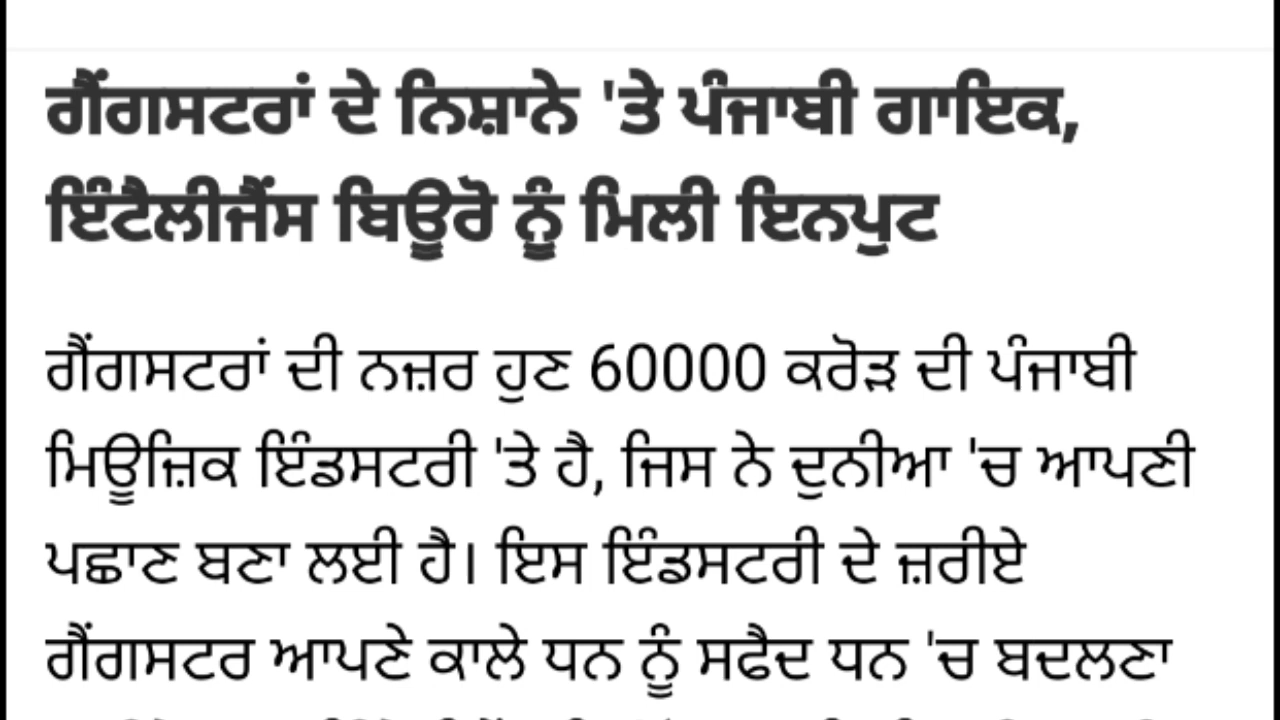 ਗੈਂਗਸਟਰਾਂ ਦੇ ਨਿਸ਼ਾਨੇ 'ਤੇ ਪੰਜਾਬੀ ਗਾਇਕ,
ਇੰਟੈਲੀਜੈਂਸ ਬਿਊਰੋ ਨੂੰ ਮਿਲੀ ਇਨਪੁਟ
ਗੈਂਗਸਟਰਾਂ ਦੀ ਨਜ਼ਰ ਹੁਣ 60000 ਕਰੋੜ ਦੀ ਪੰਜਾਬੀ
ਮਿਊਜ਼ਿਕ ਇੰਡਸਟਰੀ 'ਤੇ ਹੈ, ਜਿਸ ਨੇ ਦੁਨੀਆ 'ਚ ਆਪਣੀ
ਪਛਾਣ ਬਣਾ ਲਈ ਹੈ। ਇਸ ਇੰਡਸਟਰੀ ਦੇ ਜ਼ਰੀਏ
ਗੈਂਗਸਟਰ ਆਪਣੇ ਕਾਲੇ ਧਨ ਨੂੰ ਸਫੈਦ ਧਨ 'ਚ ਬਦਲਣਾ